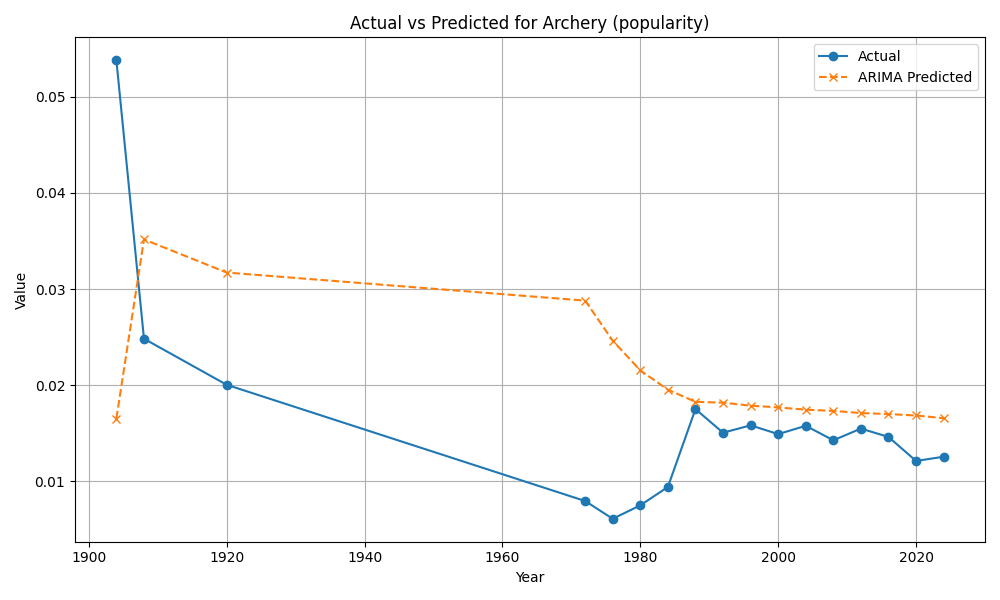 Actual vs Predicted for Archery (popularity)
Actual
ARIMA Predicted
0.05
0.04
0.03
0.02
0.01
Value
1900
1920
1940
1960
1980
2000
2020
Year